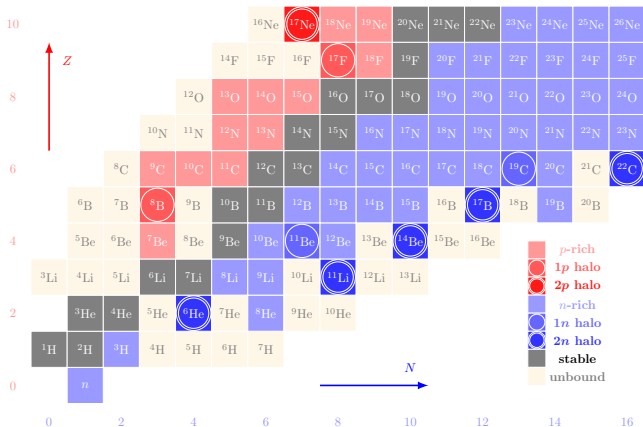 10 ¹⁶Ne ¹⁷Ne ¹⁸Ne ¹⁹Ne ²⁰Ne ²¹Ne ²²Ne ²³Ne ²⁴Ne ²⁵Ne ²⁶Ne
Z ¹⁴F ¹⁵F ¹⁶F ¹⁷F ¹⁸F ¹⁹F ²⁰F ²¹F ²²F ²³F ²⁴F ²⁵F
8 ¹²O ¹³O ¹⁴O ¹⁵O ¹⁶O ¹⁷O ¹⁸O ¹⁹O ²⁰O ²¹O ²²O ²³O ²⁴O
¹⁰N ¹¹N ¹²N ¹³N ¹⁴N ¹⁵N ¹⁶N ¹⁷N ¹⁸N ¹⁹N ²⁰N ²¹N ²²N ²³N
6 ⁸C ⁹C ¹⁰C ¹¹C ¹²C ¹³C ¹⁴C ¹⁵C ¹⁶C ¹⁷C ¹⁸C ¹⁹C ²⁰C ²¹C ²²C
⁶B ⁷B ⁸B ⁹B ¹⁰B ¹¹B ¹²B ¹³B ¹⁴B ¹⁵B ¹⁶B ¹⁷B ¹⁸B ¹⁹B ²⁰B
4 ⁵Be ⁶Be ⁷Be ⁸Be ⁹Be ¹⁰Be ¹¹Be ¹²Be ¹³Be ¹⁴Be ¹⁵Be ¹⁶Be
³Li ⁴Li ⁵Li ⁶Li ⁷Li ⁸Li ⁹Li ¹⁰Li ¹¹Li ¹²Li ¹³Li
2 ³He ⁴He ⁵He ⁶He ⁷He ⁸He ⁹He ¹⁰He
¹H ²H ³H ⁴H ⁵H ⁶H ⁷H
0 n
N
0 2 4 6 8 10 12 14 16
p-rich
1p halo
2p halo
n-rich
1n halo
2n halo
stable
unbound